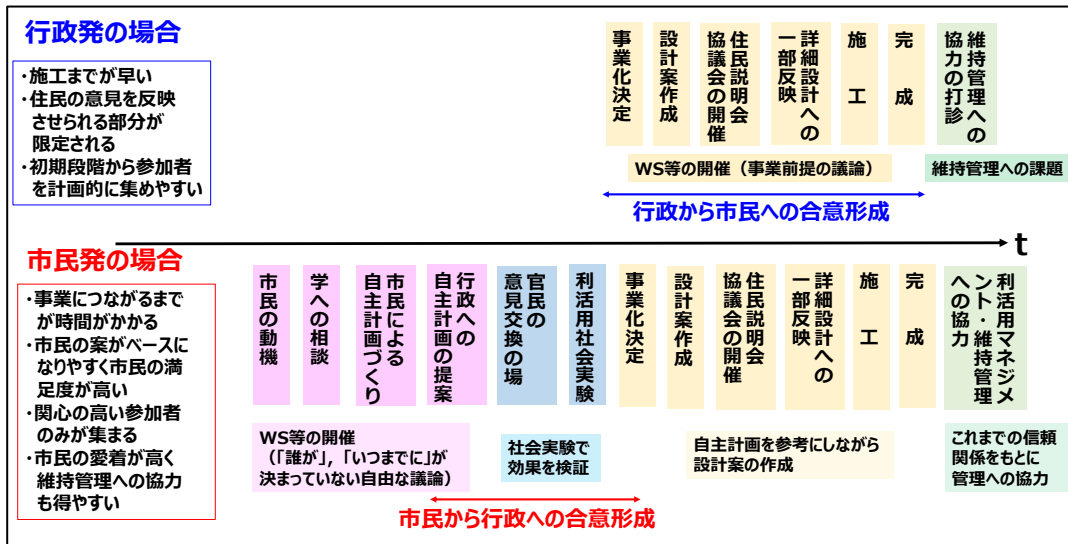 行政発の場合
・施工までが早い
・住民の意見を反映
させられる部分が
限定される
・初期段階から参加者
を計画的に集めやすい
事業化決定
設計案作成
住民説明会
協議会の開催
詳細設計への
一部反映
施工
完成
維持管理への
協力の打診
WS等の開催（事業前提の議論）
維持管理への課題
行政から市民への合意形成
t
市民発の場合
・事業につながるまで
が時間がかかる
・市民の案がベースに
なりやすく市民の満
足度が高い
・関心の高い参加者
のみが集まる
・市民の愛着が高く
維持管理への協力
も得やすい
市民の動機
学への相談
市民による
自主計画づくり
行政への
自主計画の提案
官民の
意見交換の場
利活用社会実験
事業化決定
設計案作成
住民説明会
協議会の開催
詳細設計への
一部反映
施工
完成
利活用マネジメ
ント・維持管理
への協力
WS等の開催
（「誰が」，「いつまでに」が
決まっていない自由な議論）
社会実験で
効果を検証
自主計画を参考にしながら
設計案の作成
これまでの信頼
関係をもとに
管理への協力
市民から行政への合意形成